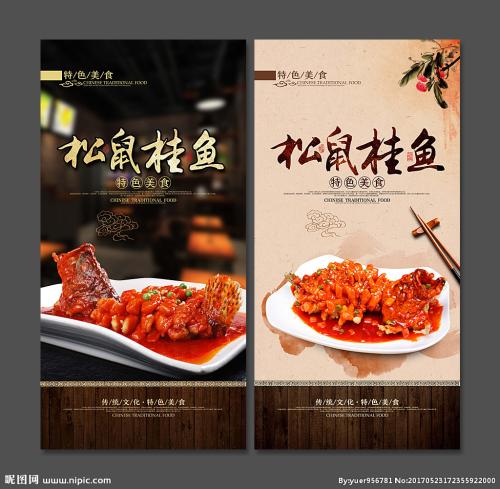 特/色/美/食
CHINESE TRADITIONAL FOOD
松鼠桂鱼
特色美食
CHINESE TRADITIONAL FOOD
传/统/文/化·特/色/美/食
特/色/美/食
CHINESE TRADITIONAL FOOD
松鼠桂鱼
特色美食
CHINESE TRADITIONAL FOOD
传/统/文/化·特/色/美/食
昵图网 www.nipic.com
By:yuer956781 No:20170523172355922000